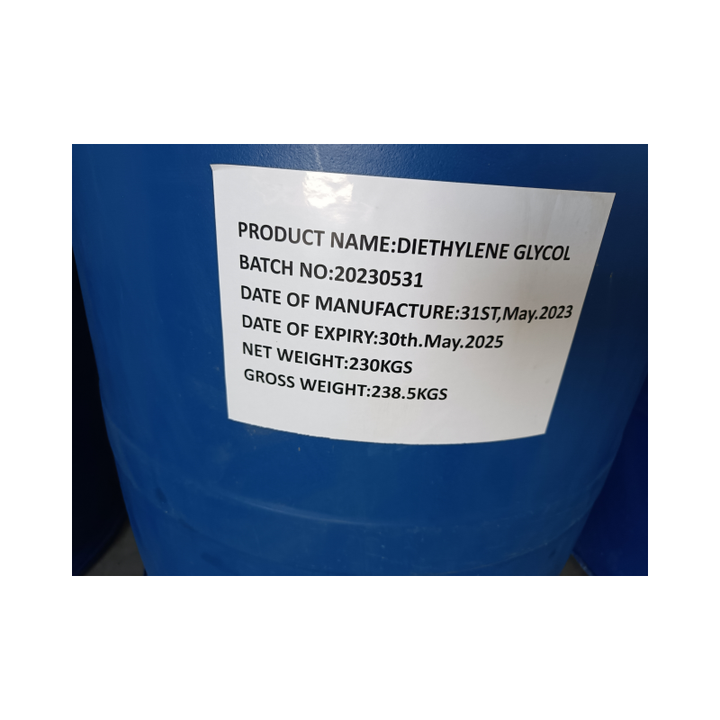 PRODUCT NAME:DIETHYLENE GLYCOL
BATCH NO:20230531
DATE OF MANUFACTURE:31ST,May.2023
DATE OF EXPIRY:30th.May.2025
NET WEIGHT:230KGS
GROSS WEIGHT:238.5KGS